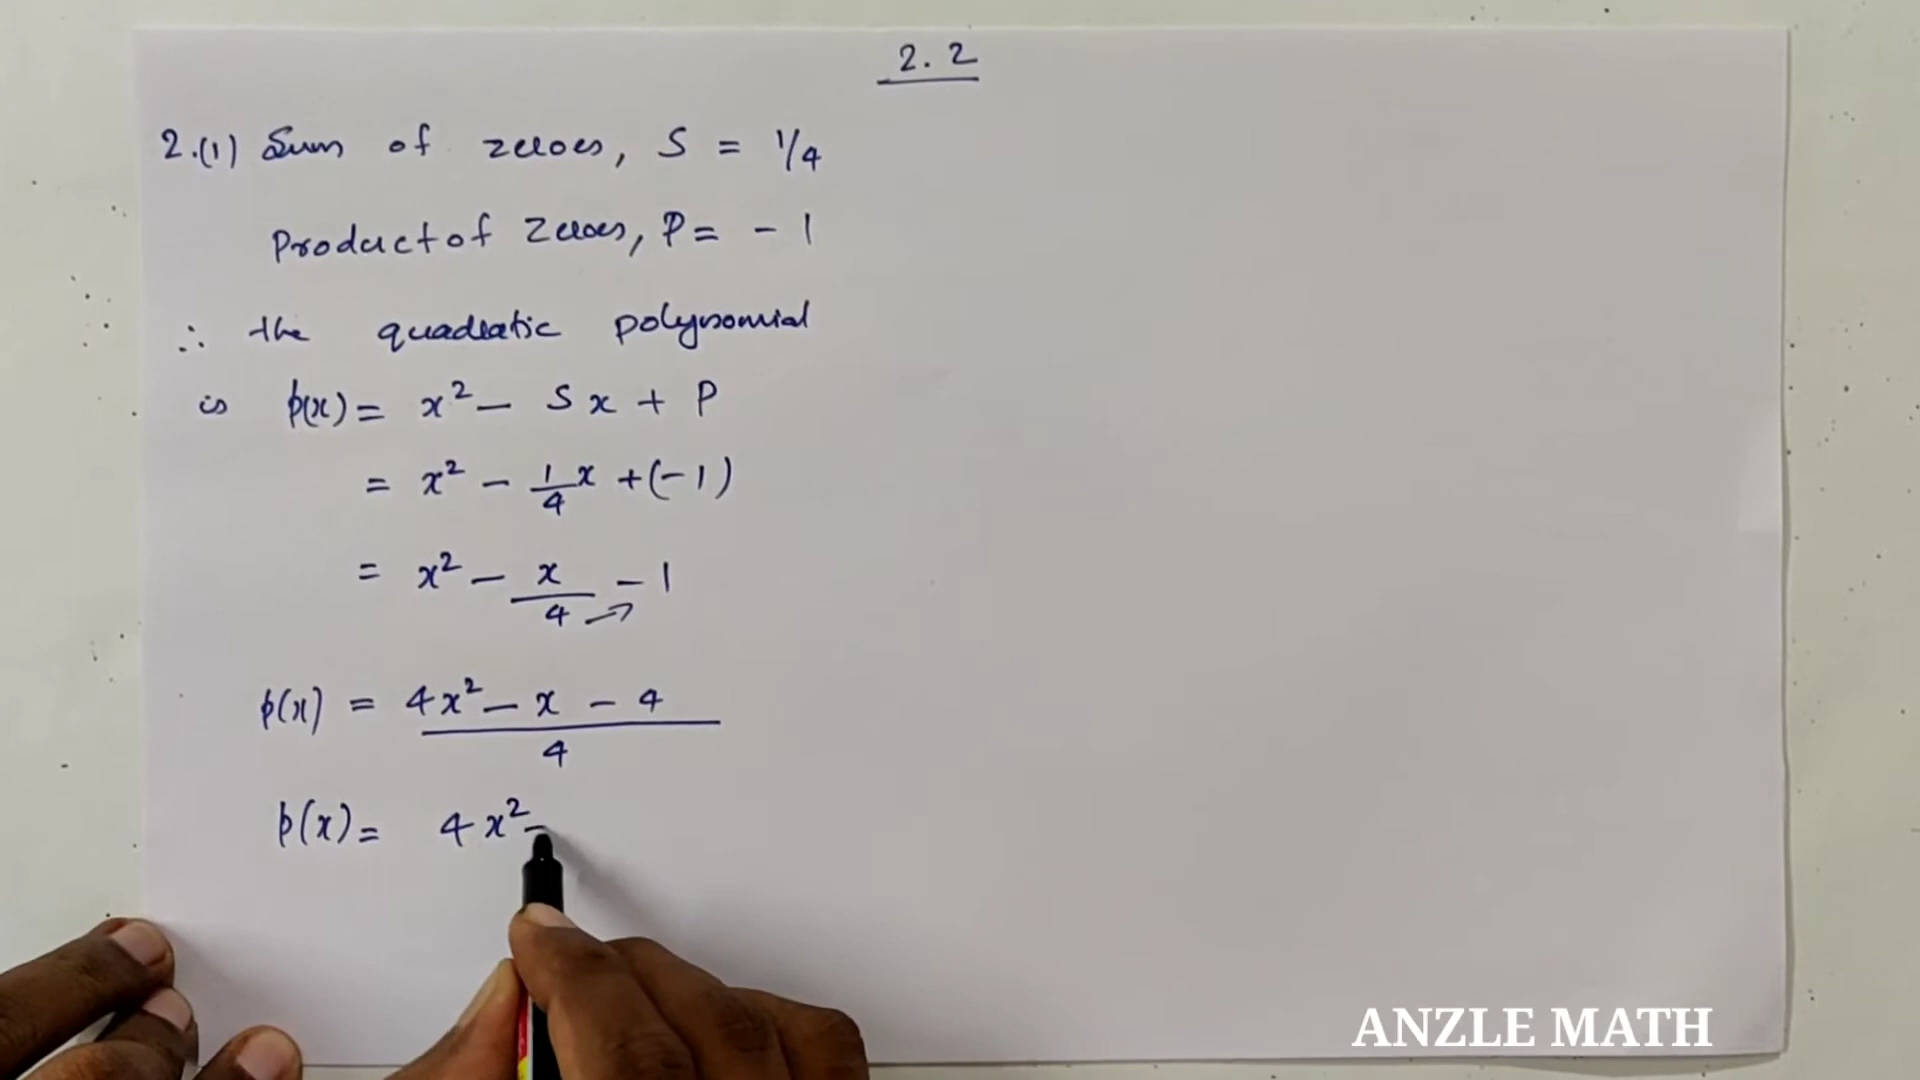 2.2
2.(1) Sum of zeroes, S = 1/4
Product of zeroes, P = - 1
∴ the quadratic polynomial
is p(x) = x² - Sx + P
= x² - 1/4 x + (-1)
= x² - x/4 - 1
p(x) = 4x² - x - 4 / 4
p(x) = 4x² -
ANZLE MATH